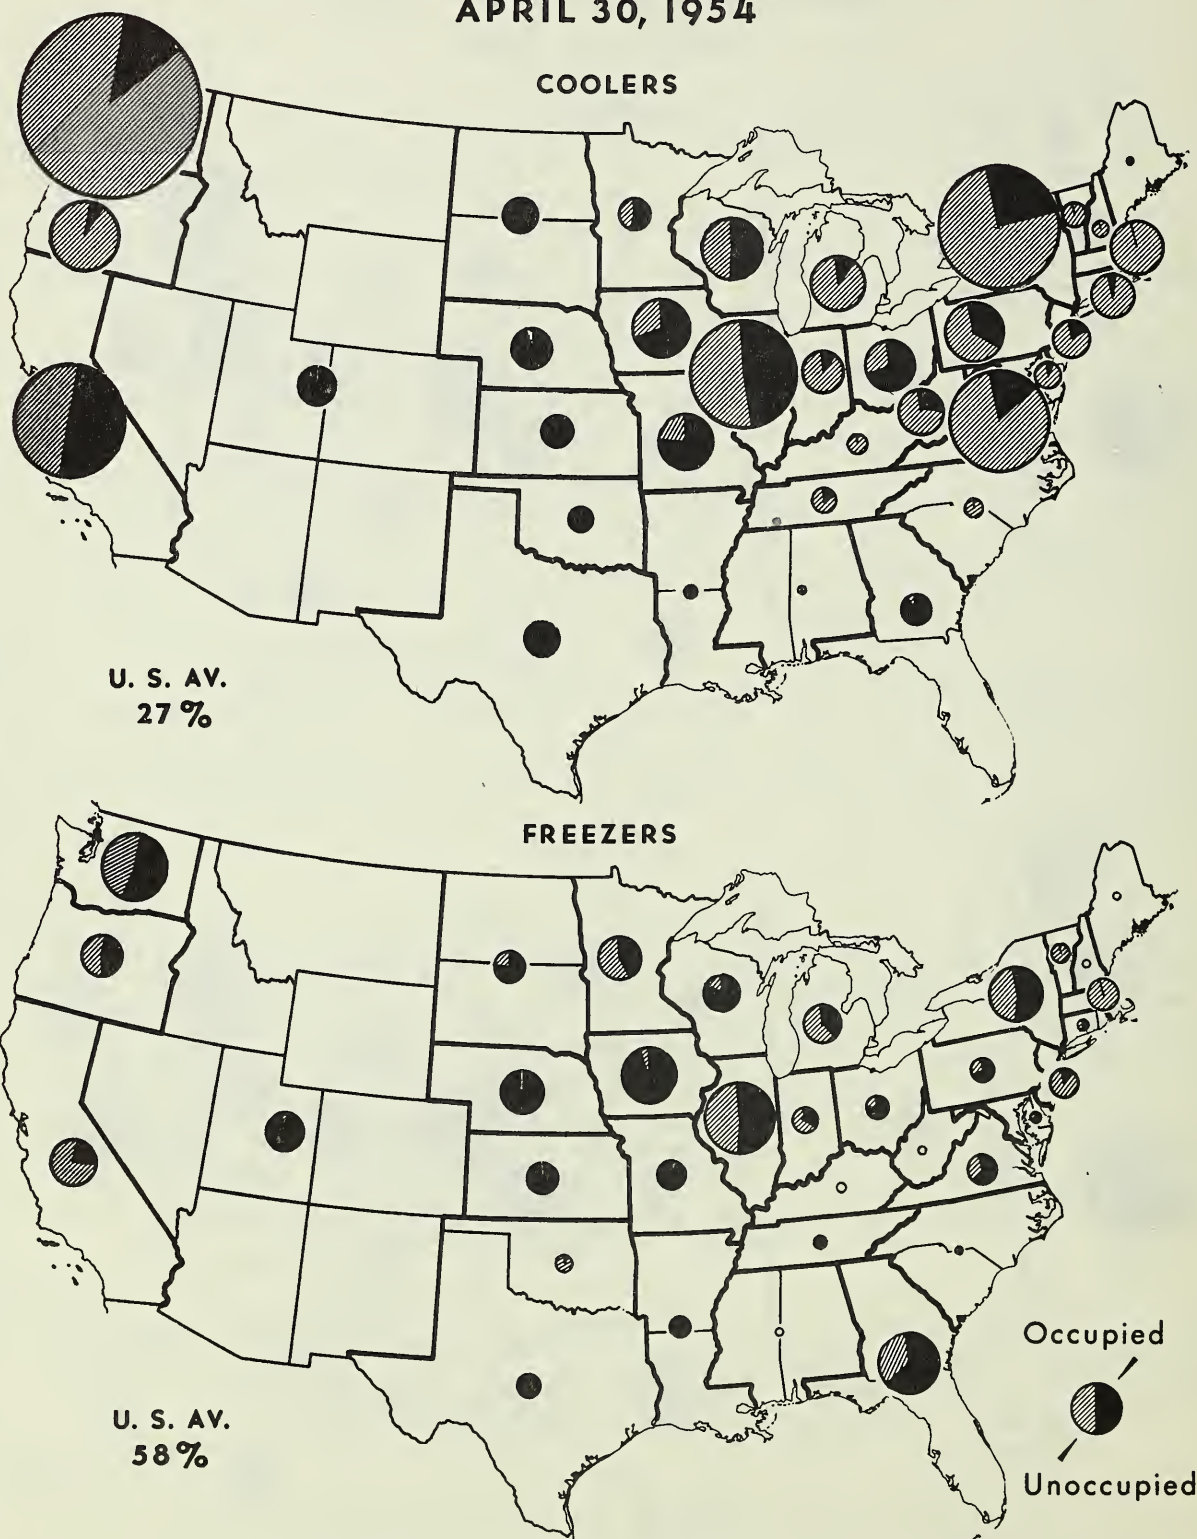 APRIL 30, 1954
COOLERS
U. S. AV.
27%
FREEZERS
U. S. AV.
58%
Occupied
Unoccupied